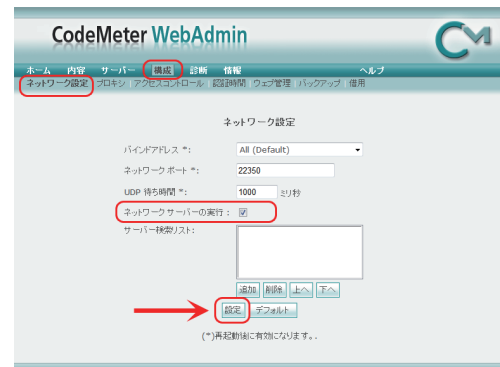 CodeMeter WebAdmin
CM
ホーム 内容 サーバー 構成 診断 情報 ヘルプ
ネットワーク設定 | プロキシ | アクセスコントロール | 認証時間 | ウェブ管理 | バックアップ | 借用
ネットワーク設定
バインドアドレス *: All (Default)
ネットワークポート *: 22350
UDP 待ち時間 *: 1000 ミリ秒
ネットワークサーバーの実行:
サーバー検索リスト:
追加 削除 上へ 下へ
設定 デフォルト
(*)再起動後に有効になります。.